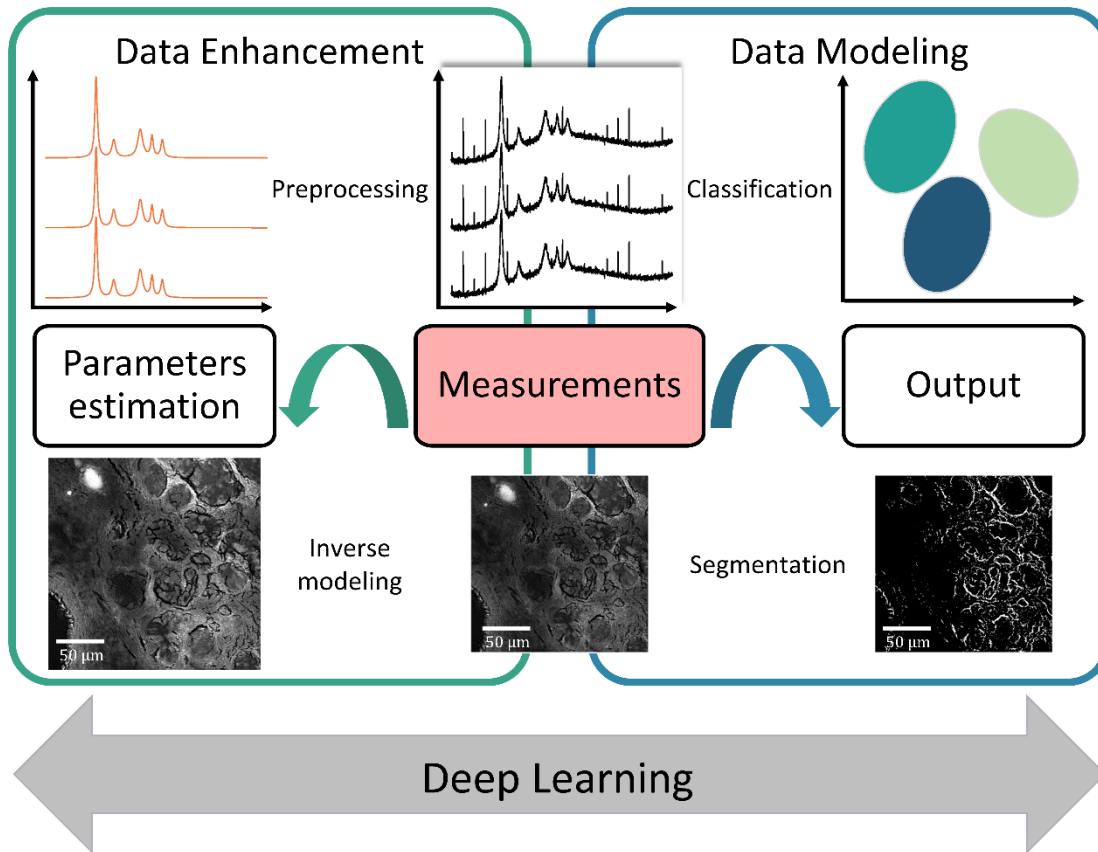 Data Enhancement
Data Modeling
Preprocessing
Classification
Parameters
estimation
Measurements
Output
Inverse
modeling
Segmentation
50 μm
50 μm
50 μm
Deep Learning